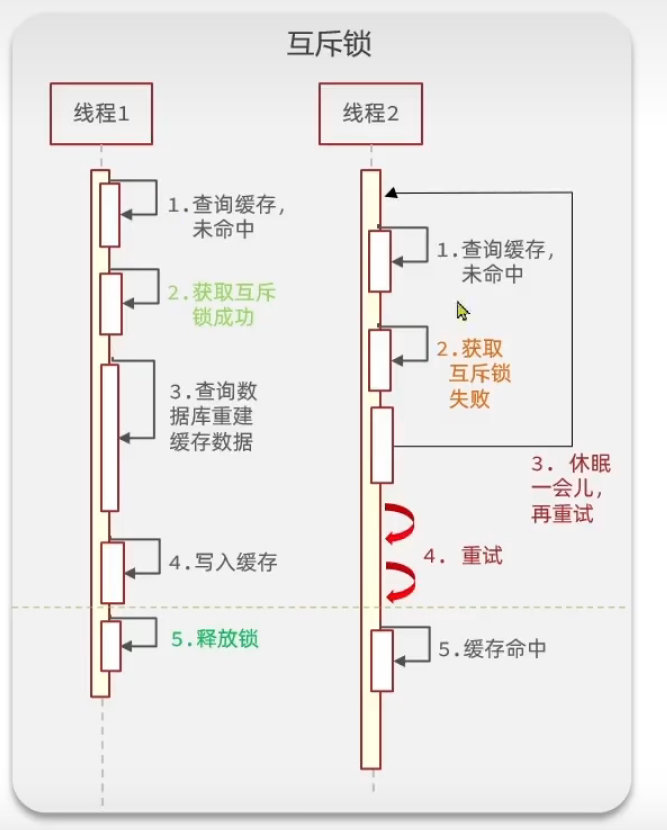 互斥锁
线程1
线程2
1.查询缓存，
未命中
2.获取互斥
锁成功
3.查询数
据库重建
缓存数据
4.写入缓存
5.释放锁
1.查询缓存，
未命中
2.获取
互斥锁
失败
3. 休眠
一会儿，
再重试
4. 重试
5.缓存命中